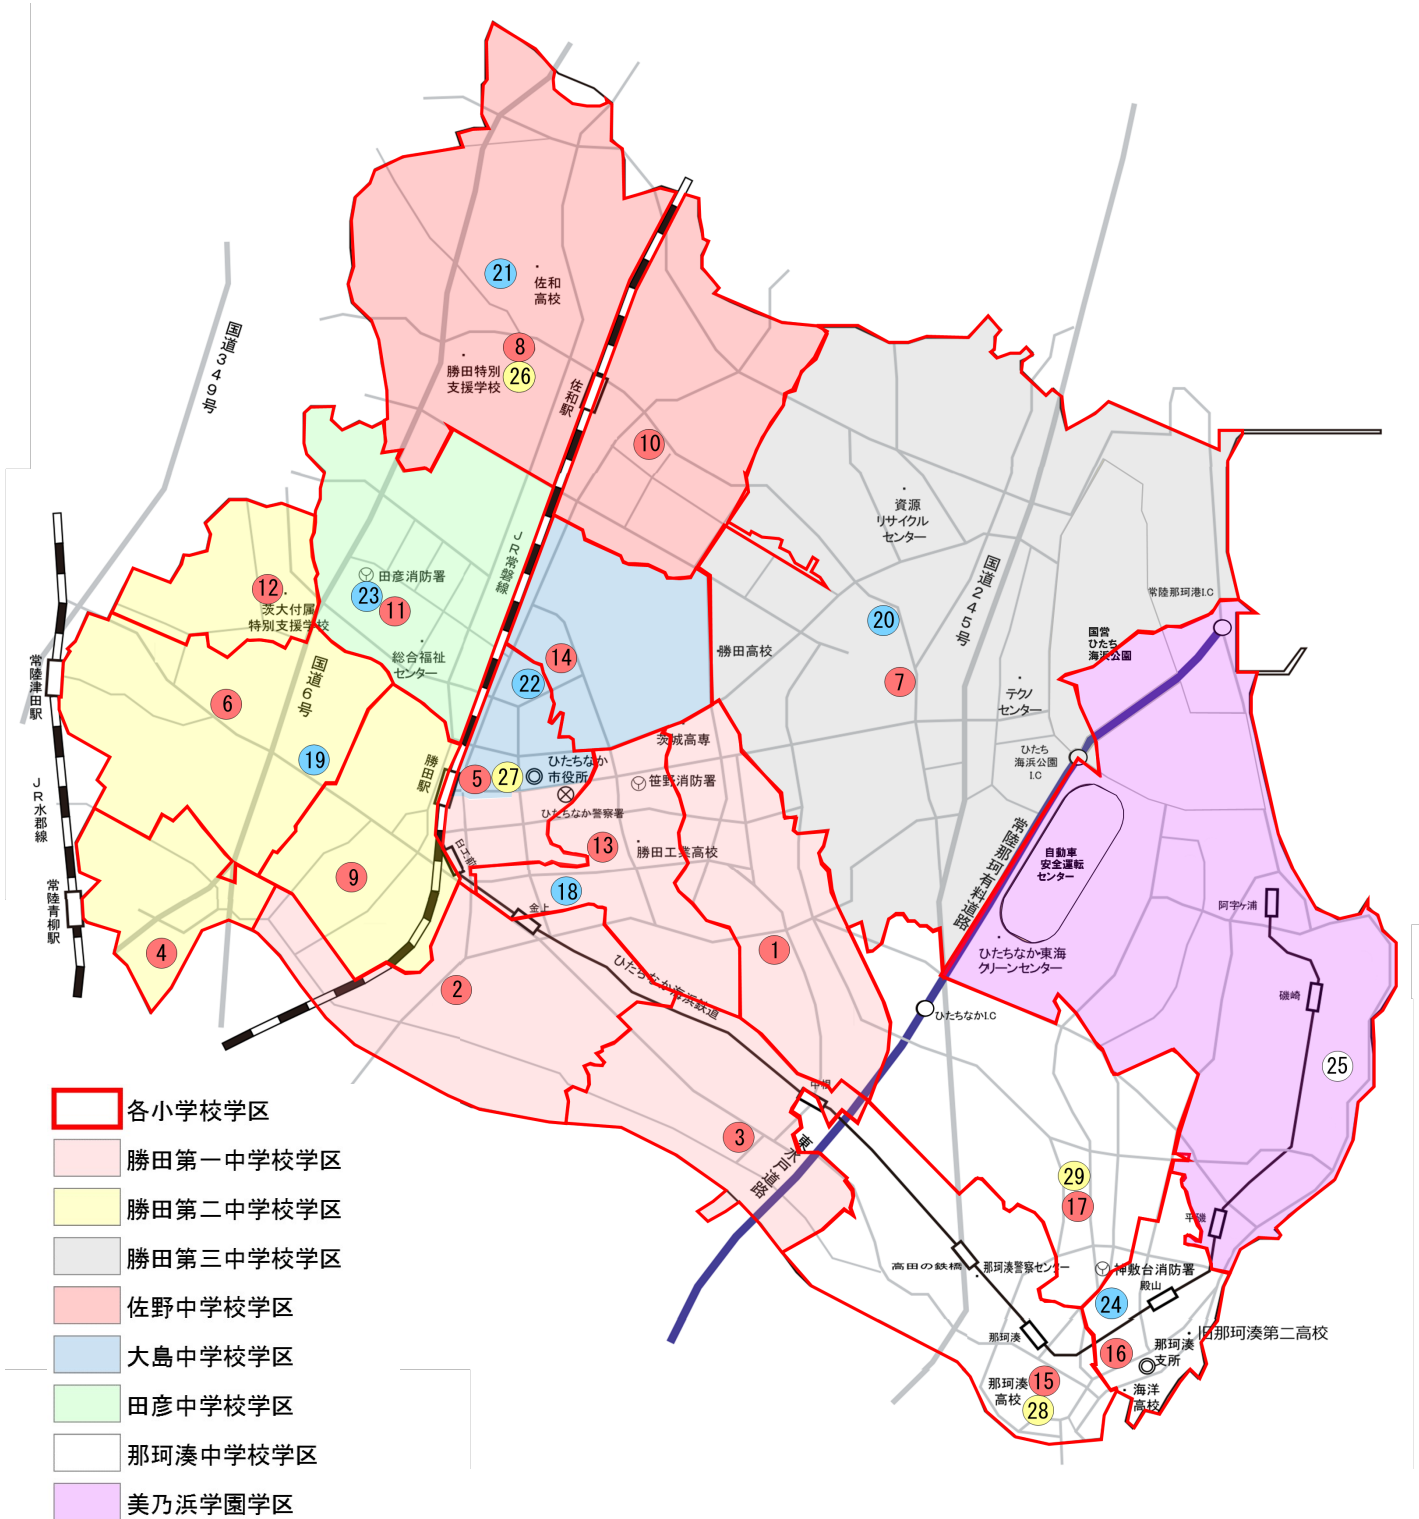 21
佐和
高校
国道349号
8
勝田特別
支援学校
26
佐和駅
10
資源
リサイクル
センター
JR常磐線
国道245号
田彦消防署
12
23
11
茨大付属
特別支援学校
常陸那珂港I.C
20
国営
ひたち
海浜公園
総合福祉
センター
14
勝田高校
常陸津田駅
国道6号
22
7
テクノ
センター
6
茨城高専
19
勝田駅
ひたちなか
市役所
5
27
笹野消防署
ひたち
海浜公園
I.C
JR水郡線
ひたちなか警察署
常陸那珂有料道路
13
勝田工業高校
日工前
自動車
安全運転
センター
9
18
常陸青柳駅
金上
阿字ヶ浦
4
1
ひたちなか・東海
クリーンセンター
2
ひたちなか海浜鉄道
磯崎
ひたちなかI.C
25
中根
3
東水戸道路
29
17
平磯
高田の鉄橋
那珂湊警察センター
神敷台消防署
殿山
24
那珂湊
旧那珂湊第二高校
16
那珂湊
支所
那珂湊
高校
15
海洋
高校
28
各小学校学区
勝田第一中学校学区
勝田第二中学校学区
勝田第三中学校学区
佐野中学校学区
大島中学校学区
田彦中学校学区
那珂湊中学校学区
美乃浜学園学区